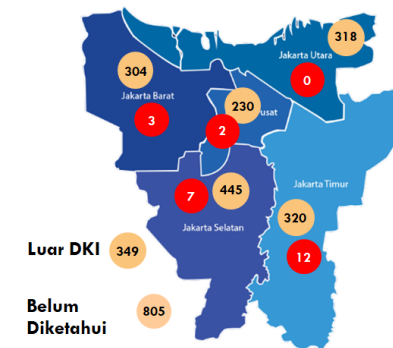 318
Jakarta Utara
304
0
Jakarta Barat
230
3
usat
2
7
445
Jakarta Timur
320
Jakarta Selatan
Luar DKI
349
12
Belum
Diketahui
805